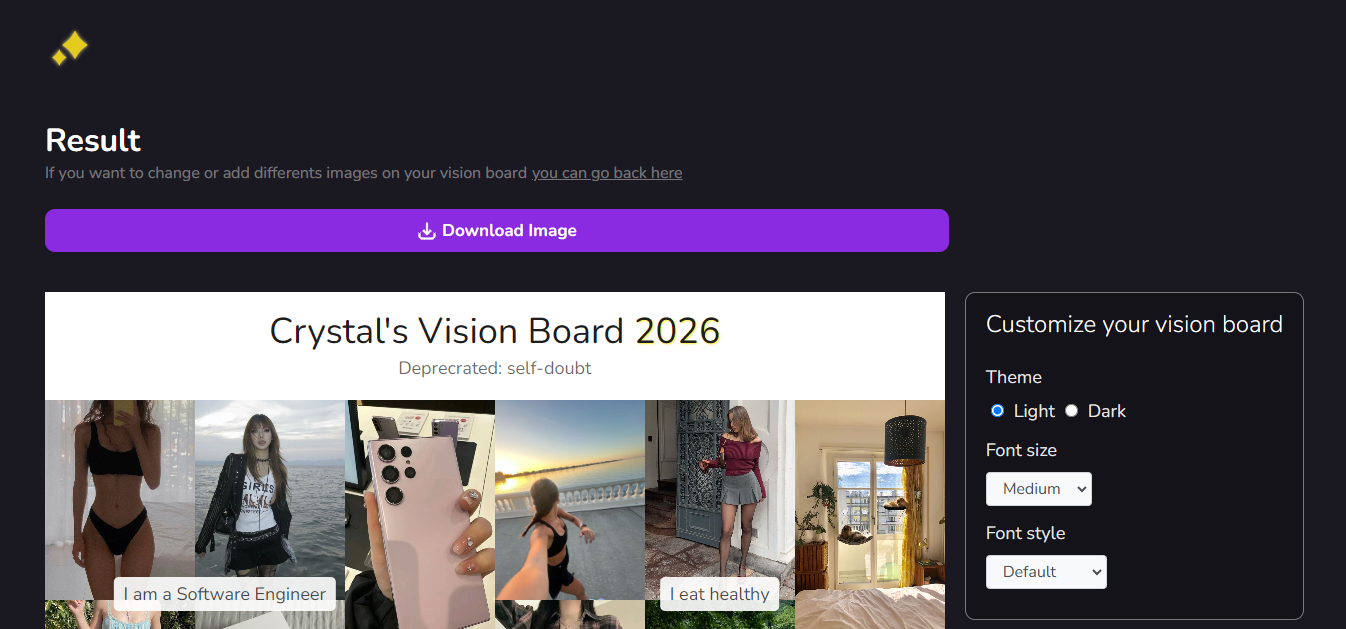 Result
If you want to change or add differents images on your vision board you can go back here
Download Image
Crystal's Vision Board 2026
Deprecrated: self-doubt
Customize your vision board
Theme
Light Dark
Font size
Medium
Font style
Default
GIRLS
I am a Software Engineer
I eat healthy